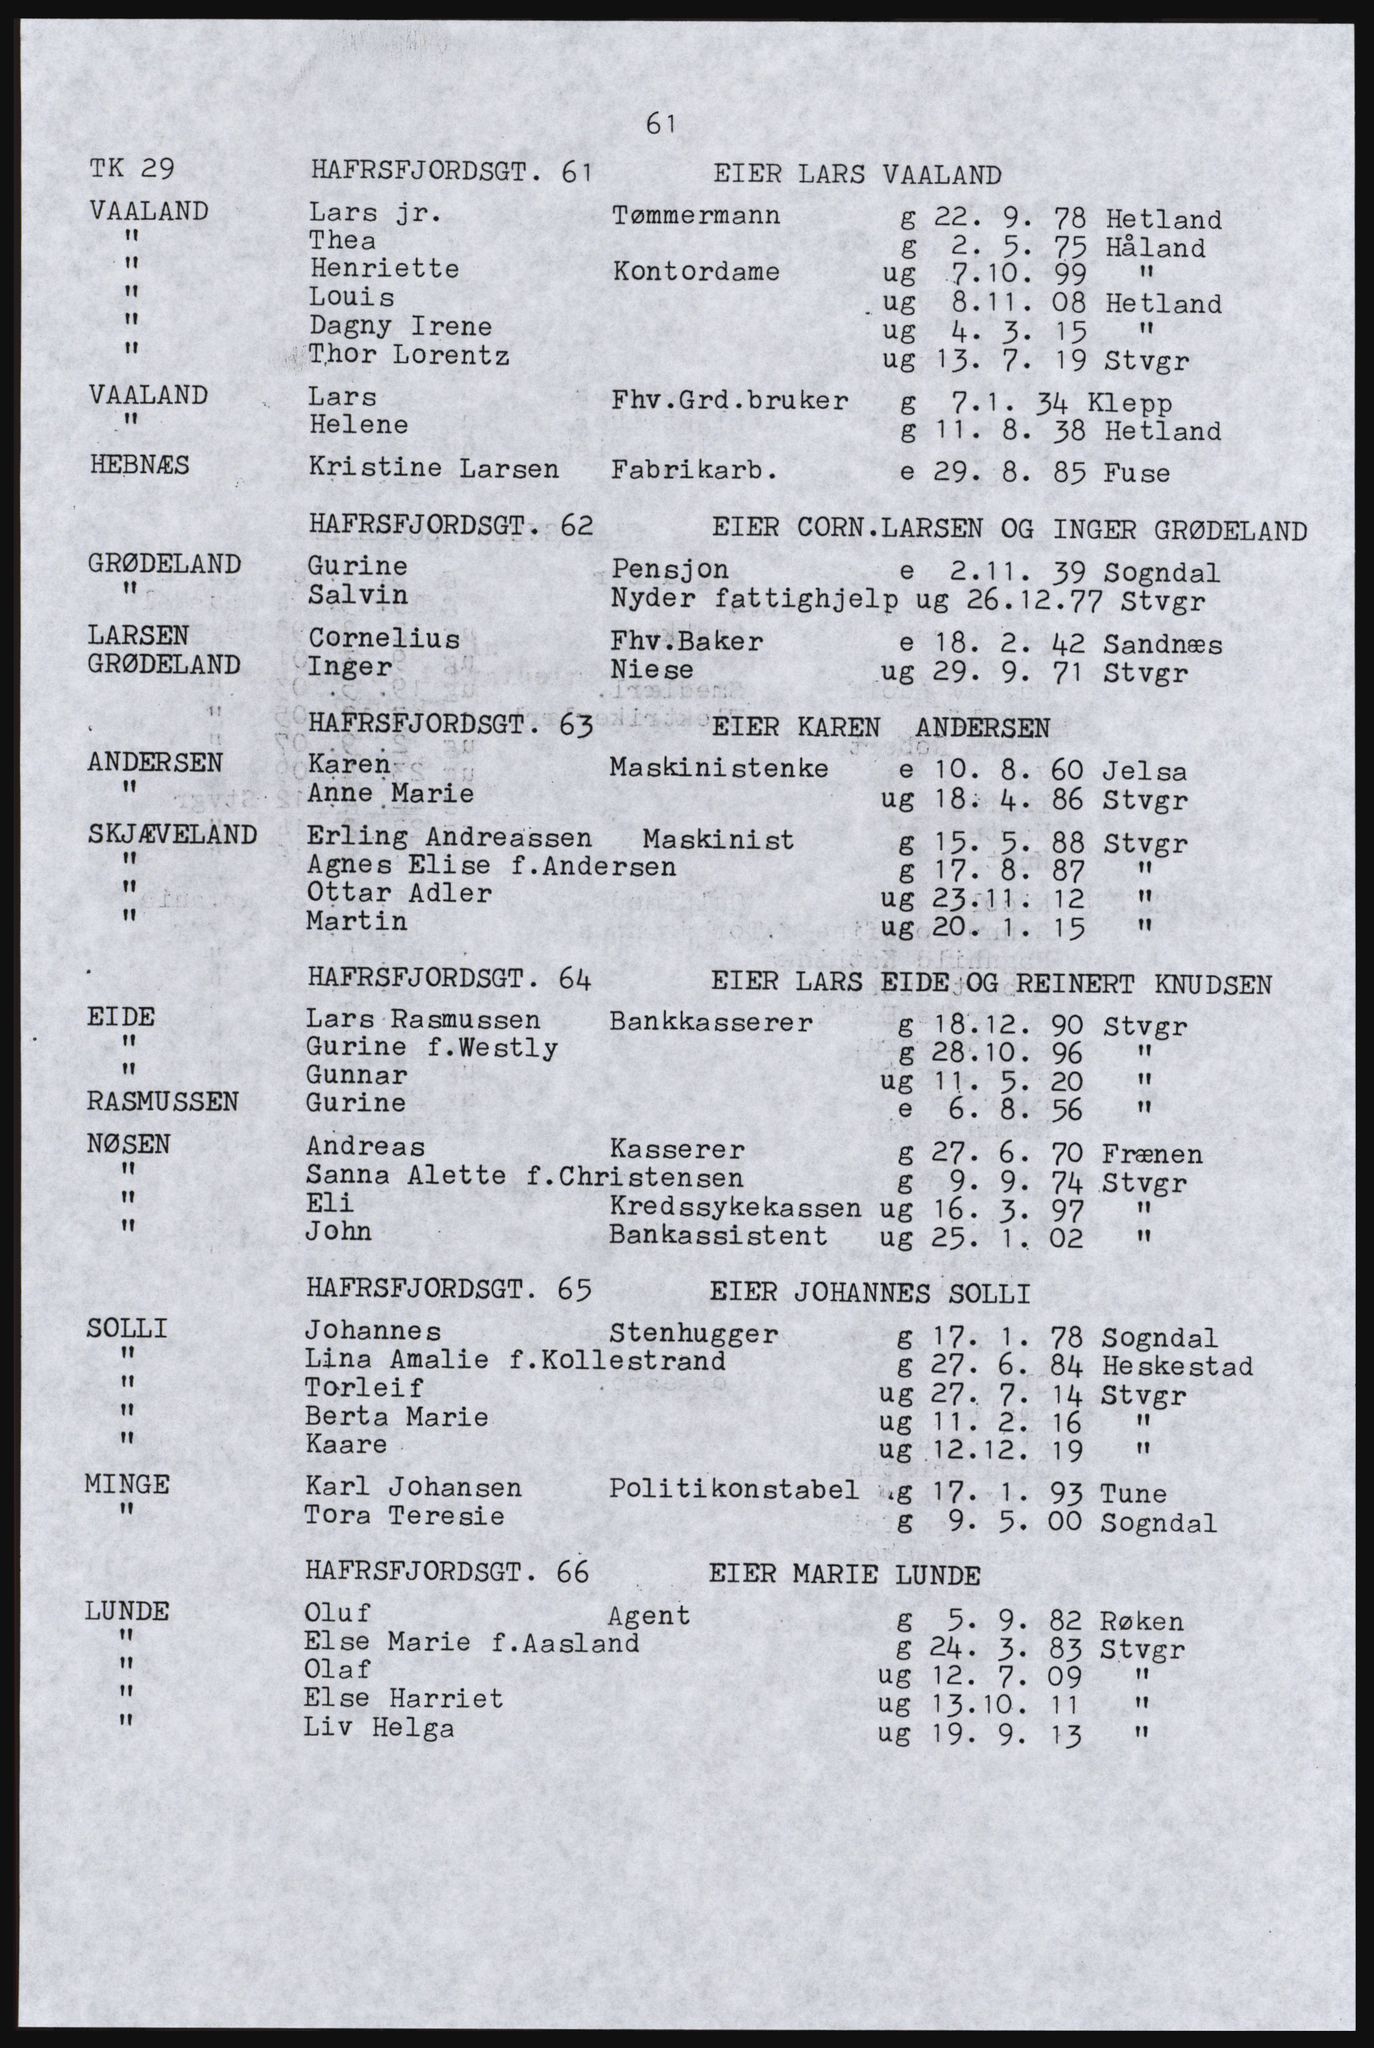 61
TK 29 HAFRSFJORDSGT. 61 EIER LARS VAALAND
VAALAND Lars jr. Tømmermann g 22. 9. 78 Hetland
" Thea g 2. 5. 75 Håland
" Henriette Kontordame ug 7.10. 99 "
" Louis ug 8.11. 08 Hetland
" Dagny Irene ug 4. 3. 15 "
" Thor Lorentz ug 13. 7. 19 Stvgr
VAALAND Lars Fhv.Grd.bruker g 7.1. 34 Klepp
" Helene g 11. 8. 38 Hetland
HEBNÆS Kristine Larsen Fabrikarb. e 29. 8. 85 Fuse
HAFRSFJORDSGT. 62 EIER CORN.LARSEN OG INGER GRØDELAND
GRØDELAND Gurine Pensjon e 2.11. 39 Sogndal
" Salvin Nyder fattighjelp ug 26.12.77 Stvgr
LARSEN Cornelius Fhv.Baker e 18. 2. 42 Sandnæs
GRØDELAND Inger Niese ug 29. 9. 71 Stvgr
HAFRSFJORDSGT. 63 EIER KAREN ANDERSEN
ANDERSEN Karen Maskinistenke e 10. 8. 60 Jelsa
" Anne Marie ug 18. 4. 86 Stvgr
SKJÆVELAND Erling Andreassen Maskinist g 15. 5. 88 Stvgr
" Agnes Elise f.Andersen g 17. 8. 87 "
" Ottar Adler ug 23.11. 12 "
" Martin ug 20. 1. 15 "
HAFRSFJORDSGT. 64 EIER LARS EIDE OG REINERT KNUDSEN
EIDE Lars Rasmussen Bankkasserer g 18.12. 90 Stvgr
" Gurine f.Westly g 28.10. 96 "
" Gunnar ug 11. 5. 20 "
RASMUSSEN Gurine e 6. 8. 56 "
NØSEN Andreas Kasserer g 27. 6. 70 Frænen
" Sanna Alette f.Christensen g 9. 9. 74 Stvgr
" Eli Kredssykekassen ug 16. 3. 97 "
" John Bankassistent ug 25. 1. 02 "
HAFRSFJORDSGT. 65 EIER JOHANNES SOLLI
SOLLI Johannes Stenhugger g 17. 1. 78 Sogndal
" Lina Amalie f.Kollestrand g 27. 6. 84 Heskestad
" Torleif ug 27. 7. 14 Stvgr
" Berta Marie ug 11. 2. 16 "
" Kaare ug 12.12. 19 "
MINGE Karl Johansen Politikonstabel g 17. 1. 93 Tune
" Tora Teresie g 9. 5. 00 Sogndal
HAFRSFJORDSGT. 66 EIER MARIE LUNDE
LUNDE Oluf Agent g 5. 9. 82 Røken
" Else Marie f.Aasland g 24. 3. 83 Stvgr
" Olaf ug 12. 7. 09 "
" Else Harriet ug 13.10. 11 "
" Liv Helga ug 19. 9. 13 "